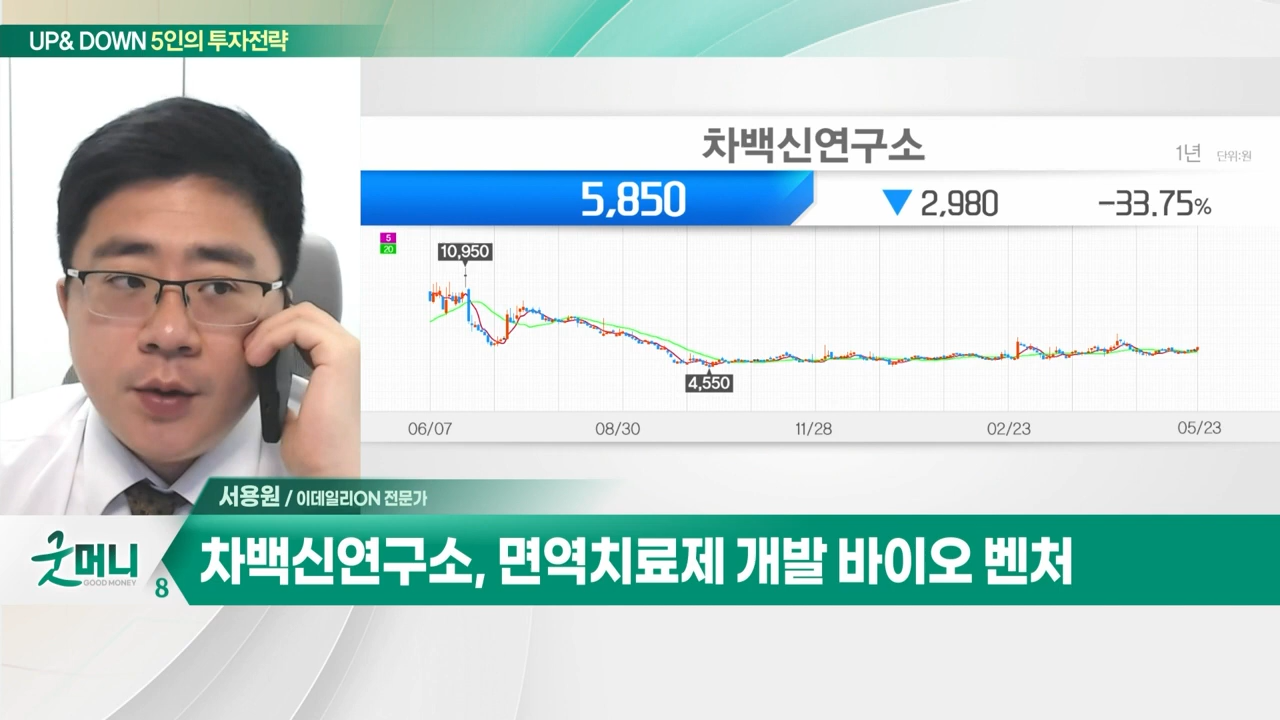 UP& DOWN 5인의 투자전략
차백신연구소
1년 단위:원
5,850 ▼ 2,980 -33.75%
5
20
10,950
4,550
06/07 08/30 11/28 02/23 05/23
서용원 / 이데일리ON 전문가
굿머니
GOOD MONEY
8
차백신연구소, 면역치료제 개발 바이오 벤처